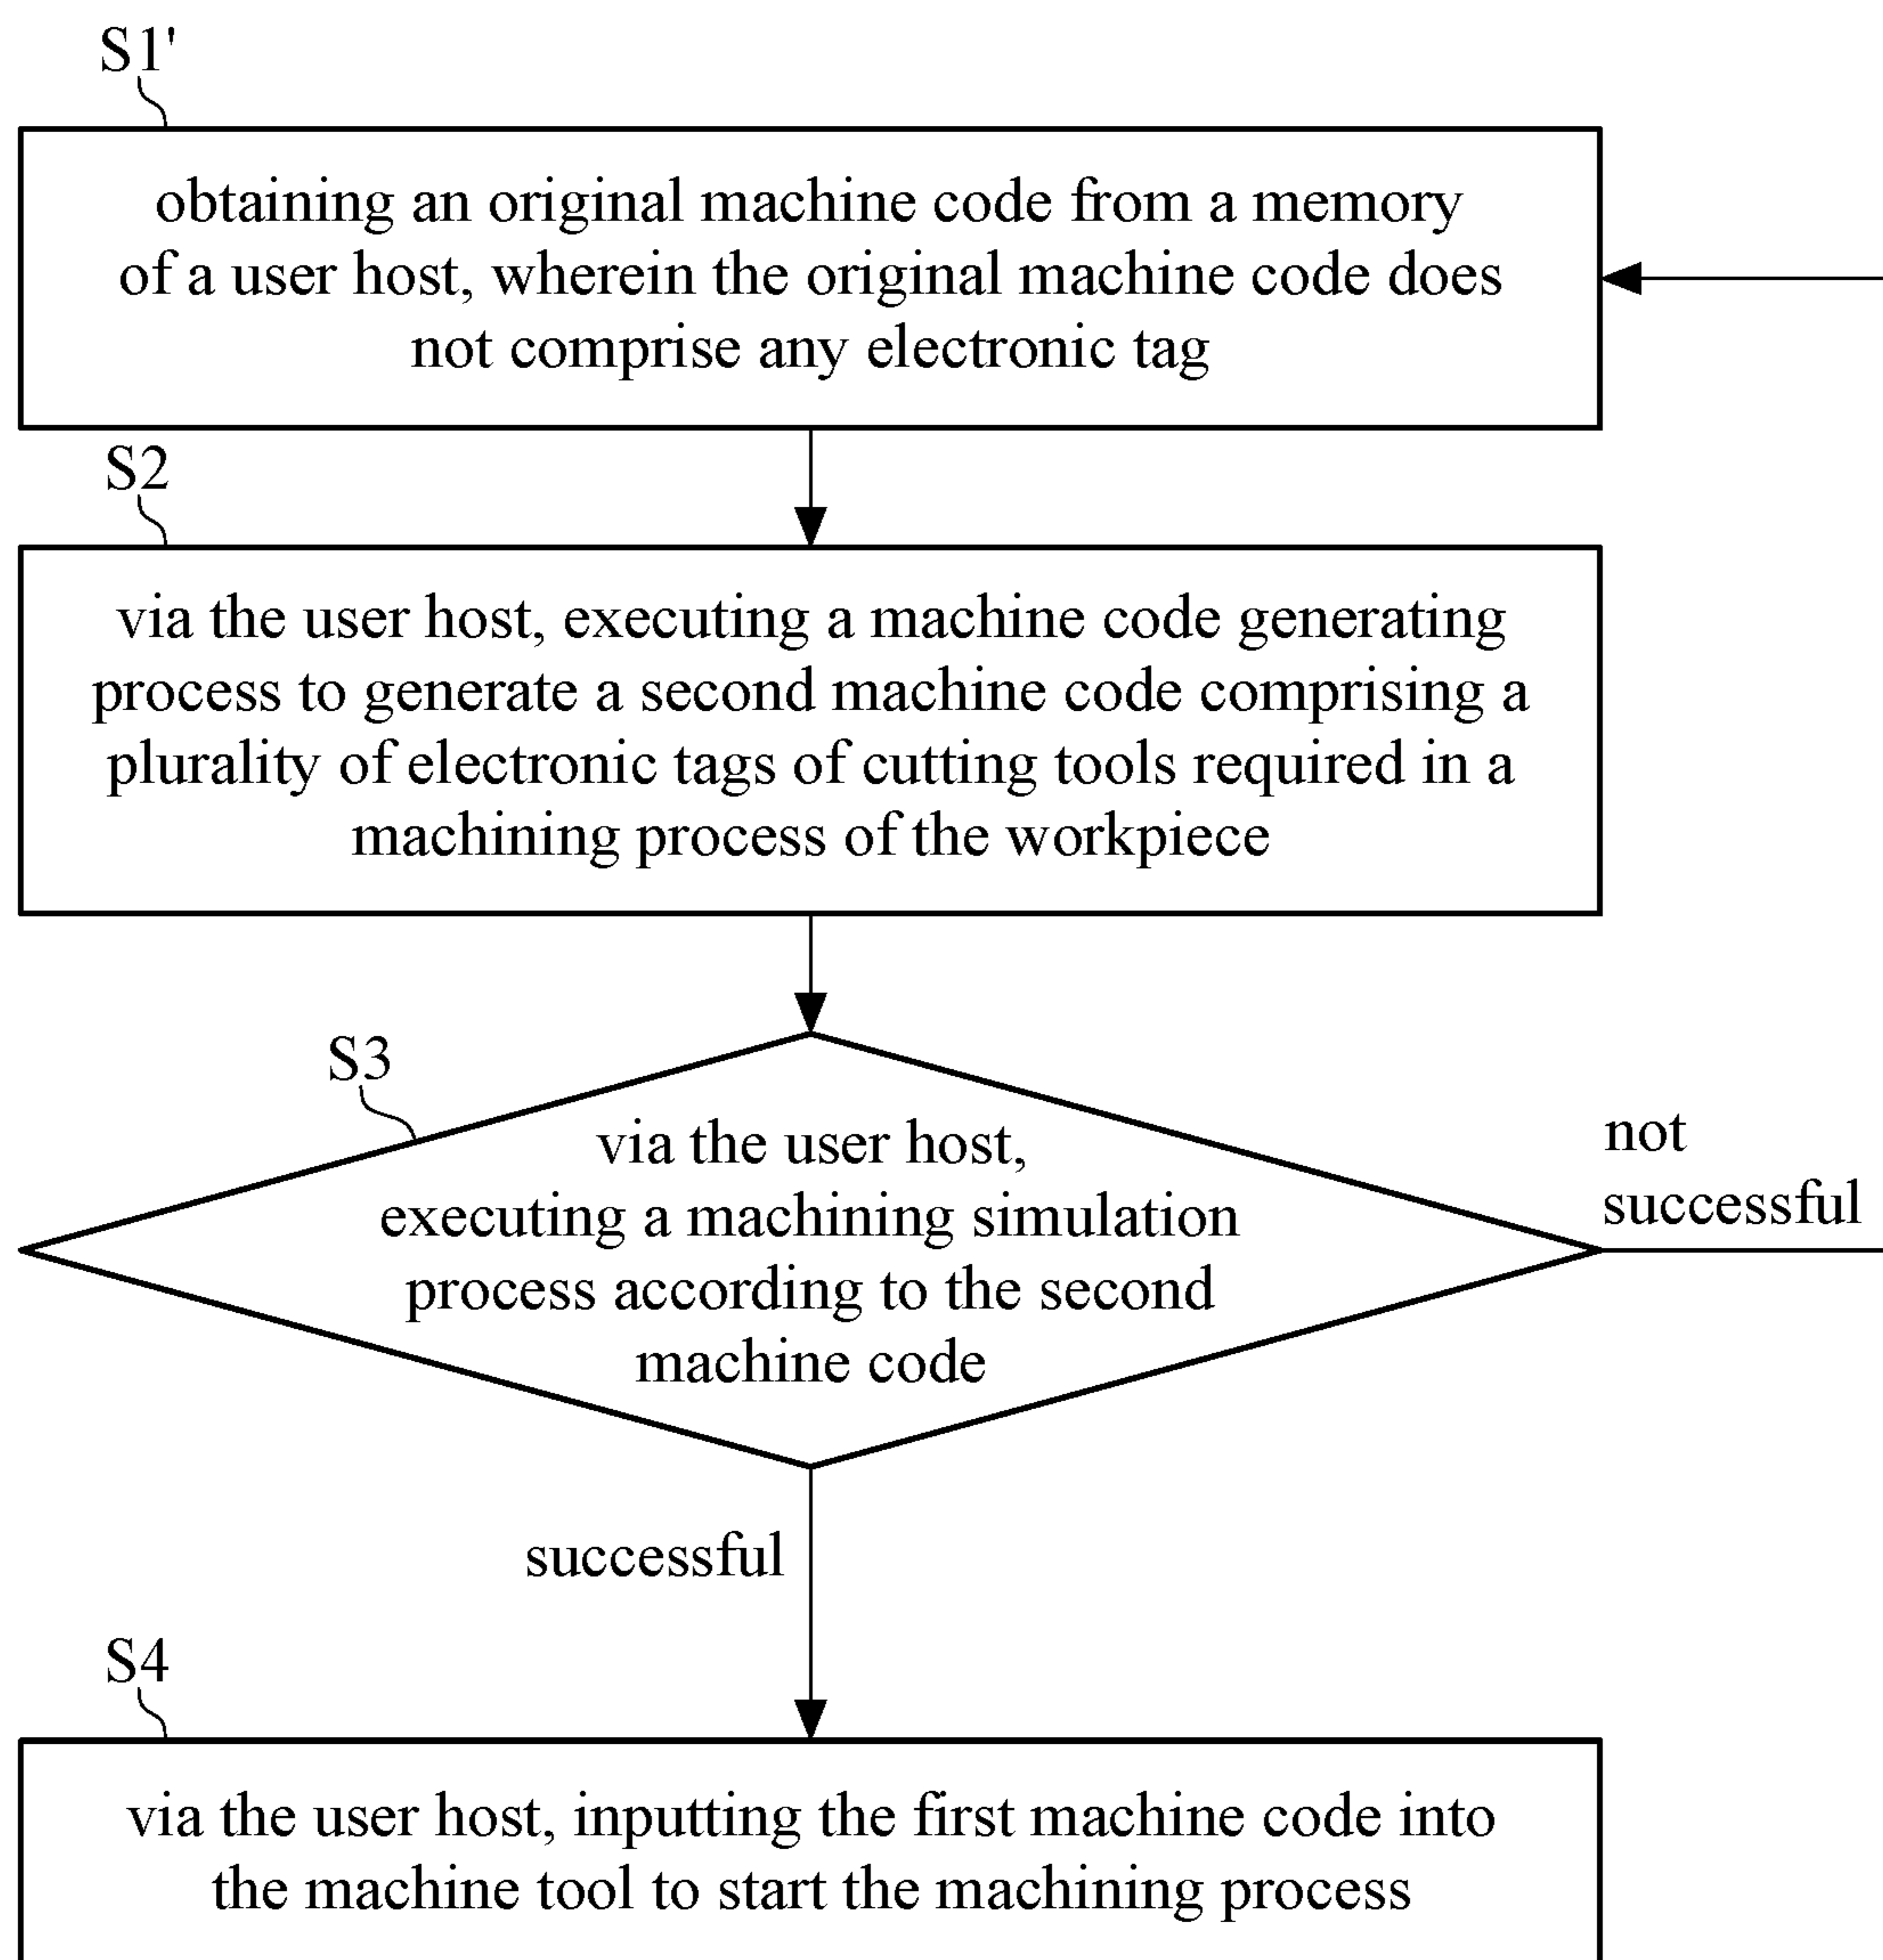 S1'
obtaining an original machine code from a memory
of a user host, wherein the original machine code does
not comprise any electronic tag
S2
via the user host, executing a machine code generating
process to generate a second machine code comprising a
plurality of electronic tags of cutting tools required in a
machining process of the workpiece
S3
via the user host,
executing a machining simulation
process according to the second
machine code
not
successful
successful
S4
via the user host, inputting the first machine code into
the machine tool to start the machining process